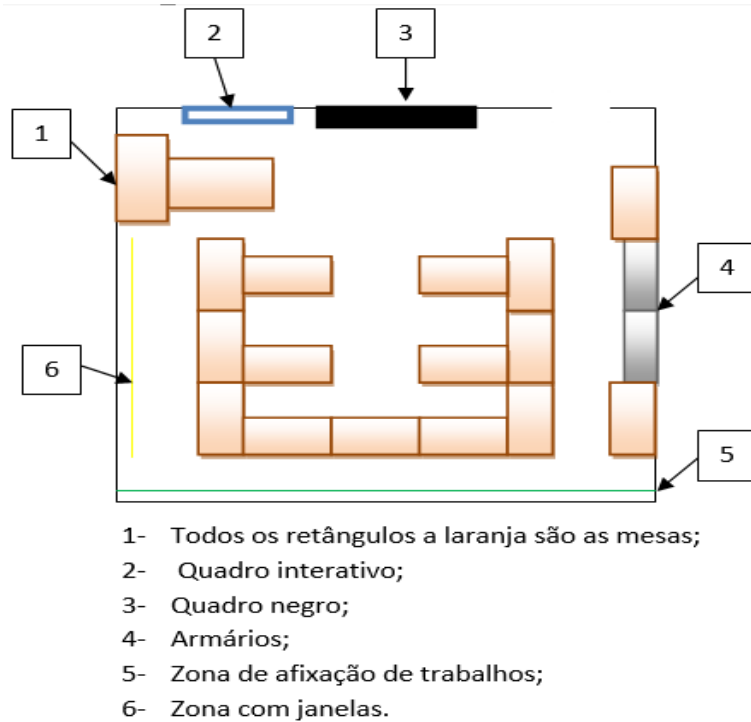 2
3
1
4
6
5
1- Todos os retângulos a laranja são as mesas;
2- Quadro interativo;
3- Quadro negro;
4- Armários;
5- Zona de afixação de trabalhos;
6- Zona com janelas.